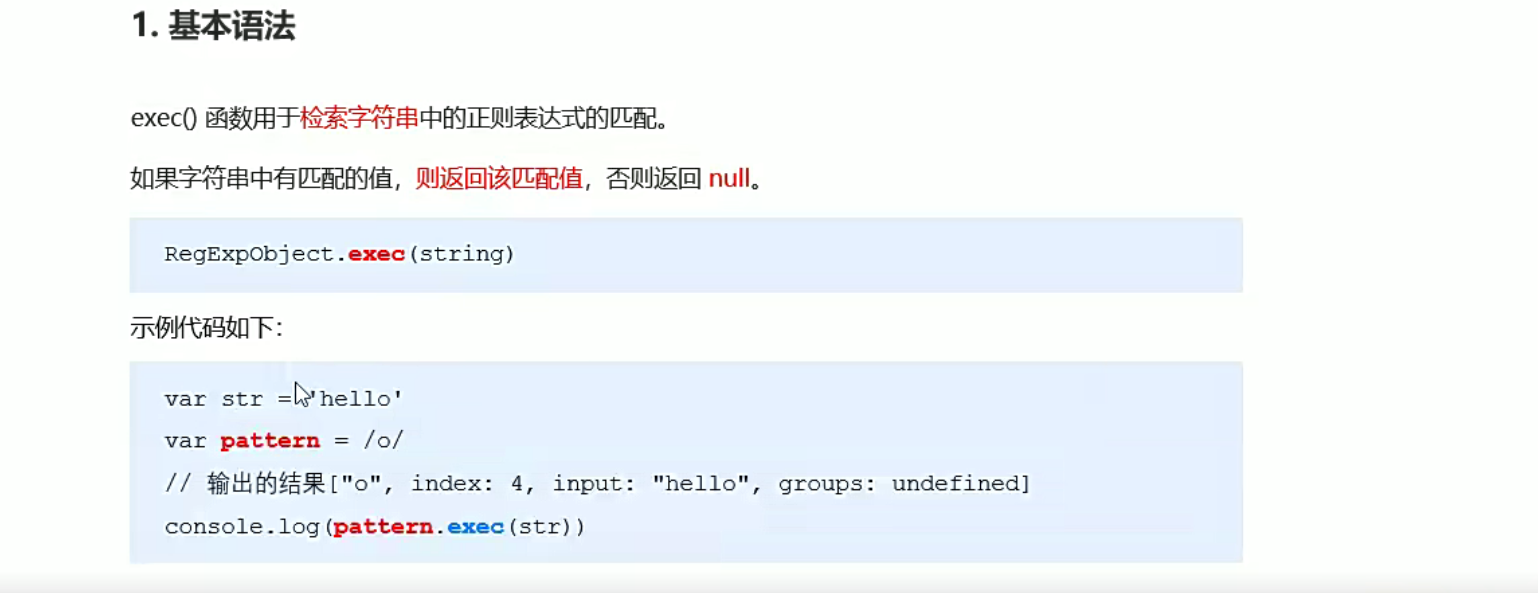 1. 基本语法
exec() 函数用于检索字符串中的正则表达式的匹配。
如果字符串中有匹配的值，则返回该匹配值，否则返回 null。
RegExpObject.exec(string)
示例代码如下：
var str = 'hello'
var pattern = /o/
// 输出的结果["o", index: 4, input: "hello", groups: undefined]
console.log(pattern.exec(str))